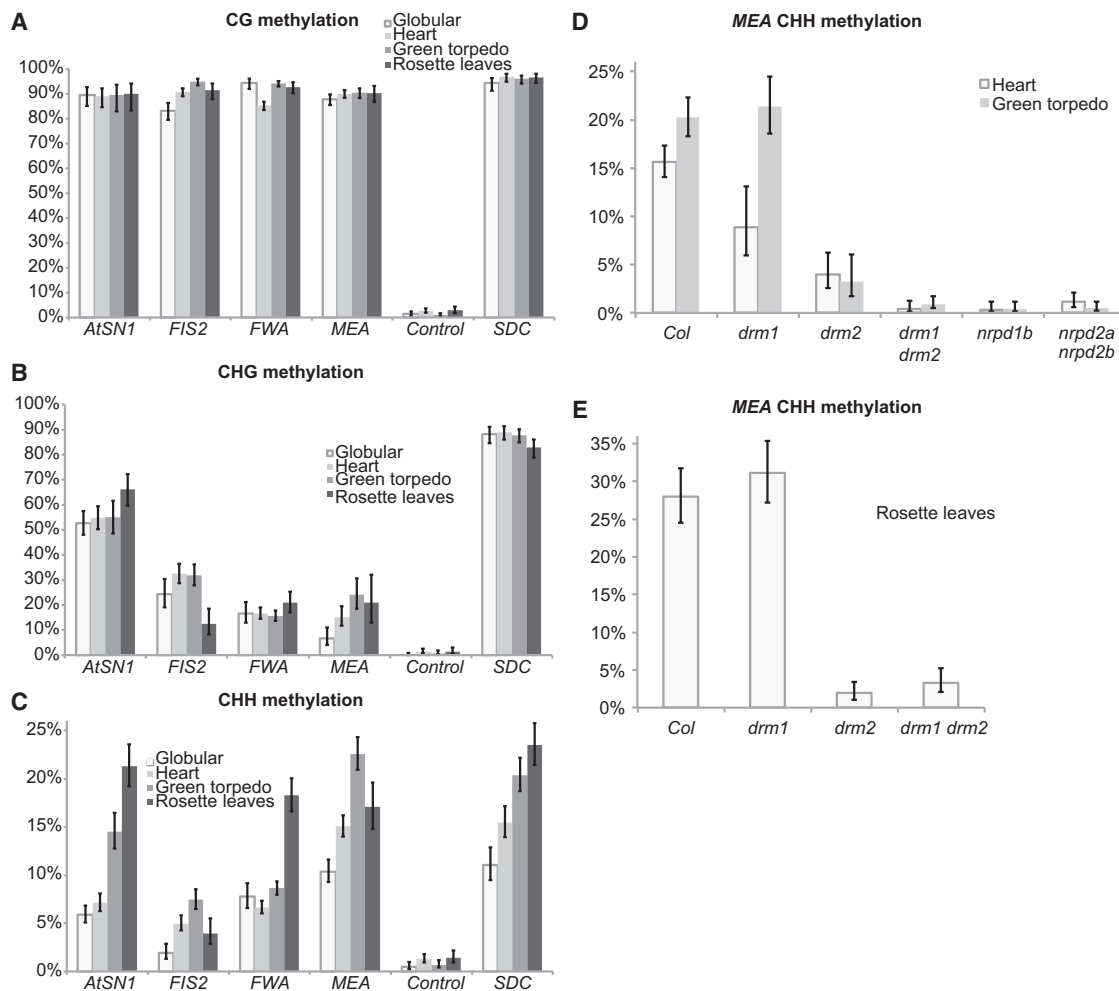 A
CG methylation
Globular
Heart
Green torpedo
Rosette leaves
100%
90%
80%
70%
60%
50%
40%
30%
20%
10%
0%
AtSN1 FIS2 FWA MEA Control SDC
B
CHG methylation
Globular
Heart
Green torpedo
Rosette leaves
100%
90%
80%
70%
60%
50%
40%
30%
20%
10%
0%
AtSN1 FIS2 FWA MEA Control SDC
C
CHH methylation
Globular
Heart
Green torpedo
Rosette leaves
25%
20%
15%
10%
5%
0%
AtSN1 FIS2 FWA MEA Control SDC
D
MEA CHH methylation
Heart
Green torpedo
25%
20%
15%
10%
5%
0%
Col drm1 drm2 drm1 nrpd1b nrpd2a
drm2 nrpd2b
E
MEA CHH methylation
Rosette leaves
35%
30%
25%
20%
15%
10%
5%
0%
Col drm1 drm2 drm1 drm2